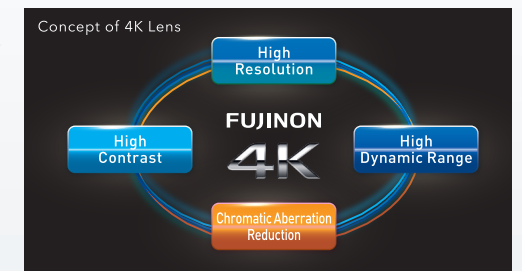 Concept of 4K Lens
High
Resolution
FUJINON
4K
High
Contrast
High
Dynamic Range
Chromatic Aberration
Reduction